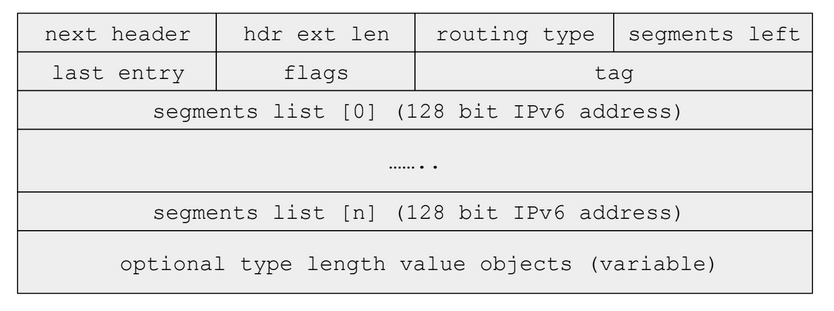 next header hdr ext len routing type segments left
last entry flags tag
segments list [0] (128 bit IPv6 address)
……..
segments list [n] (128 bit IPv6 address)
optional type length value objects (variable)